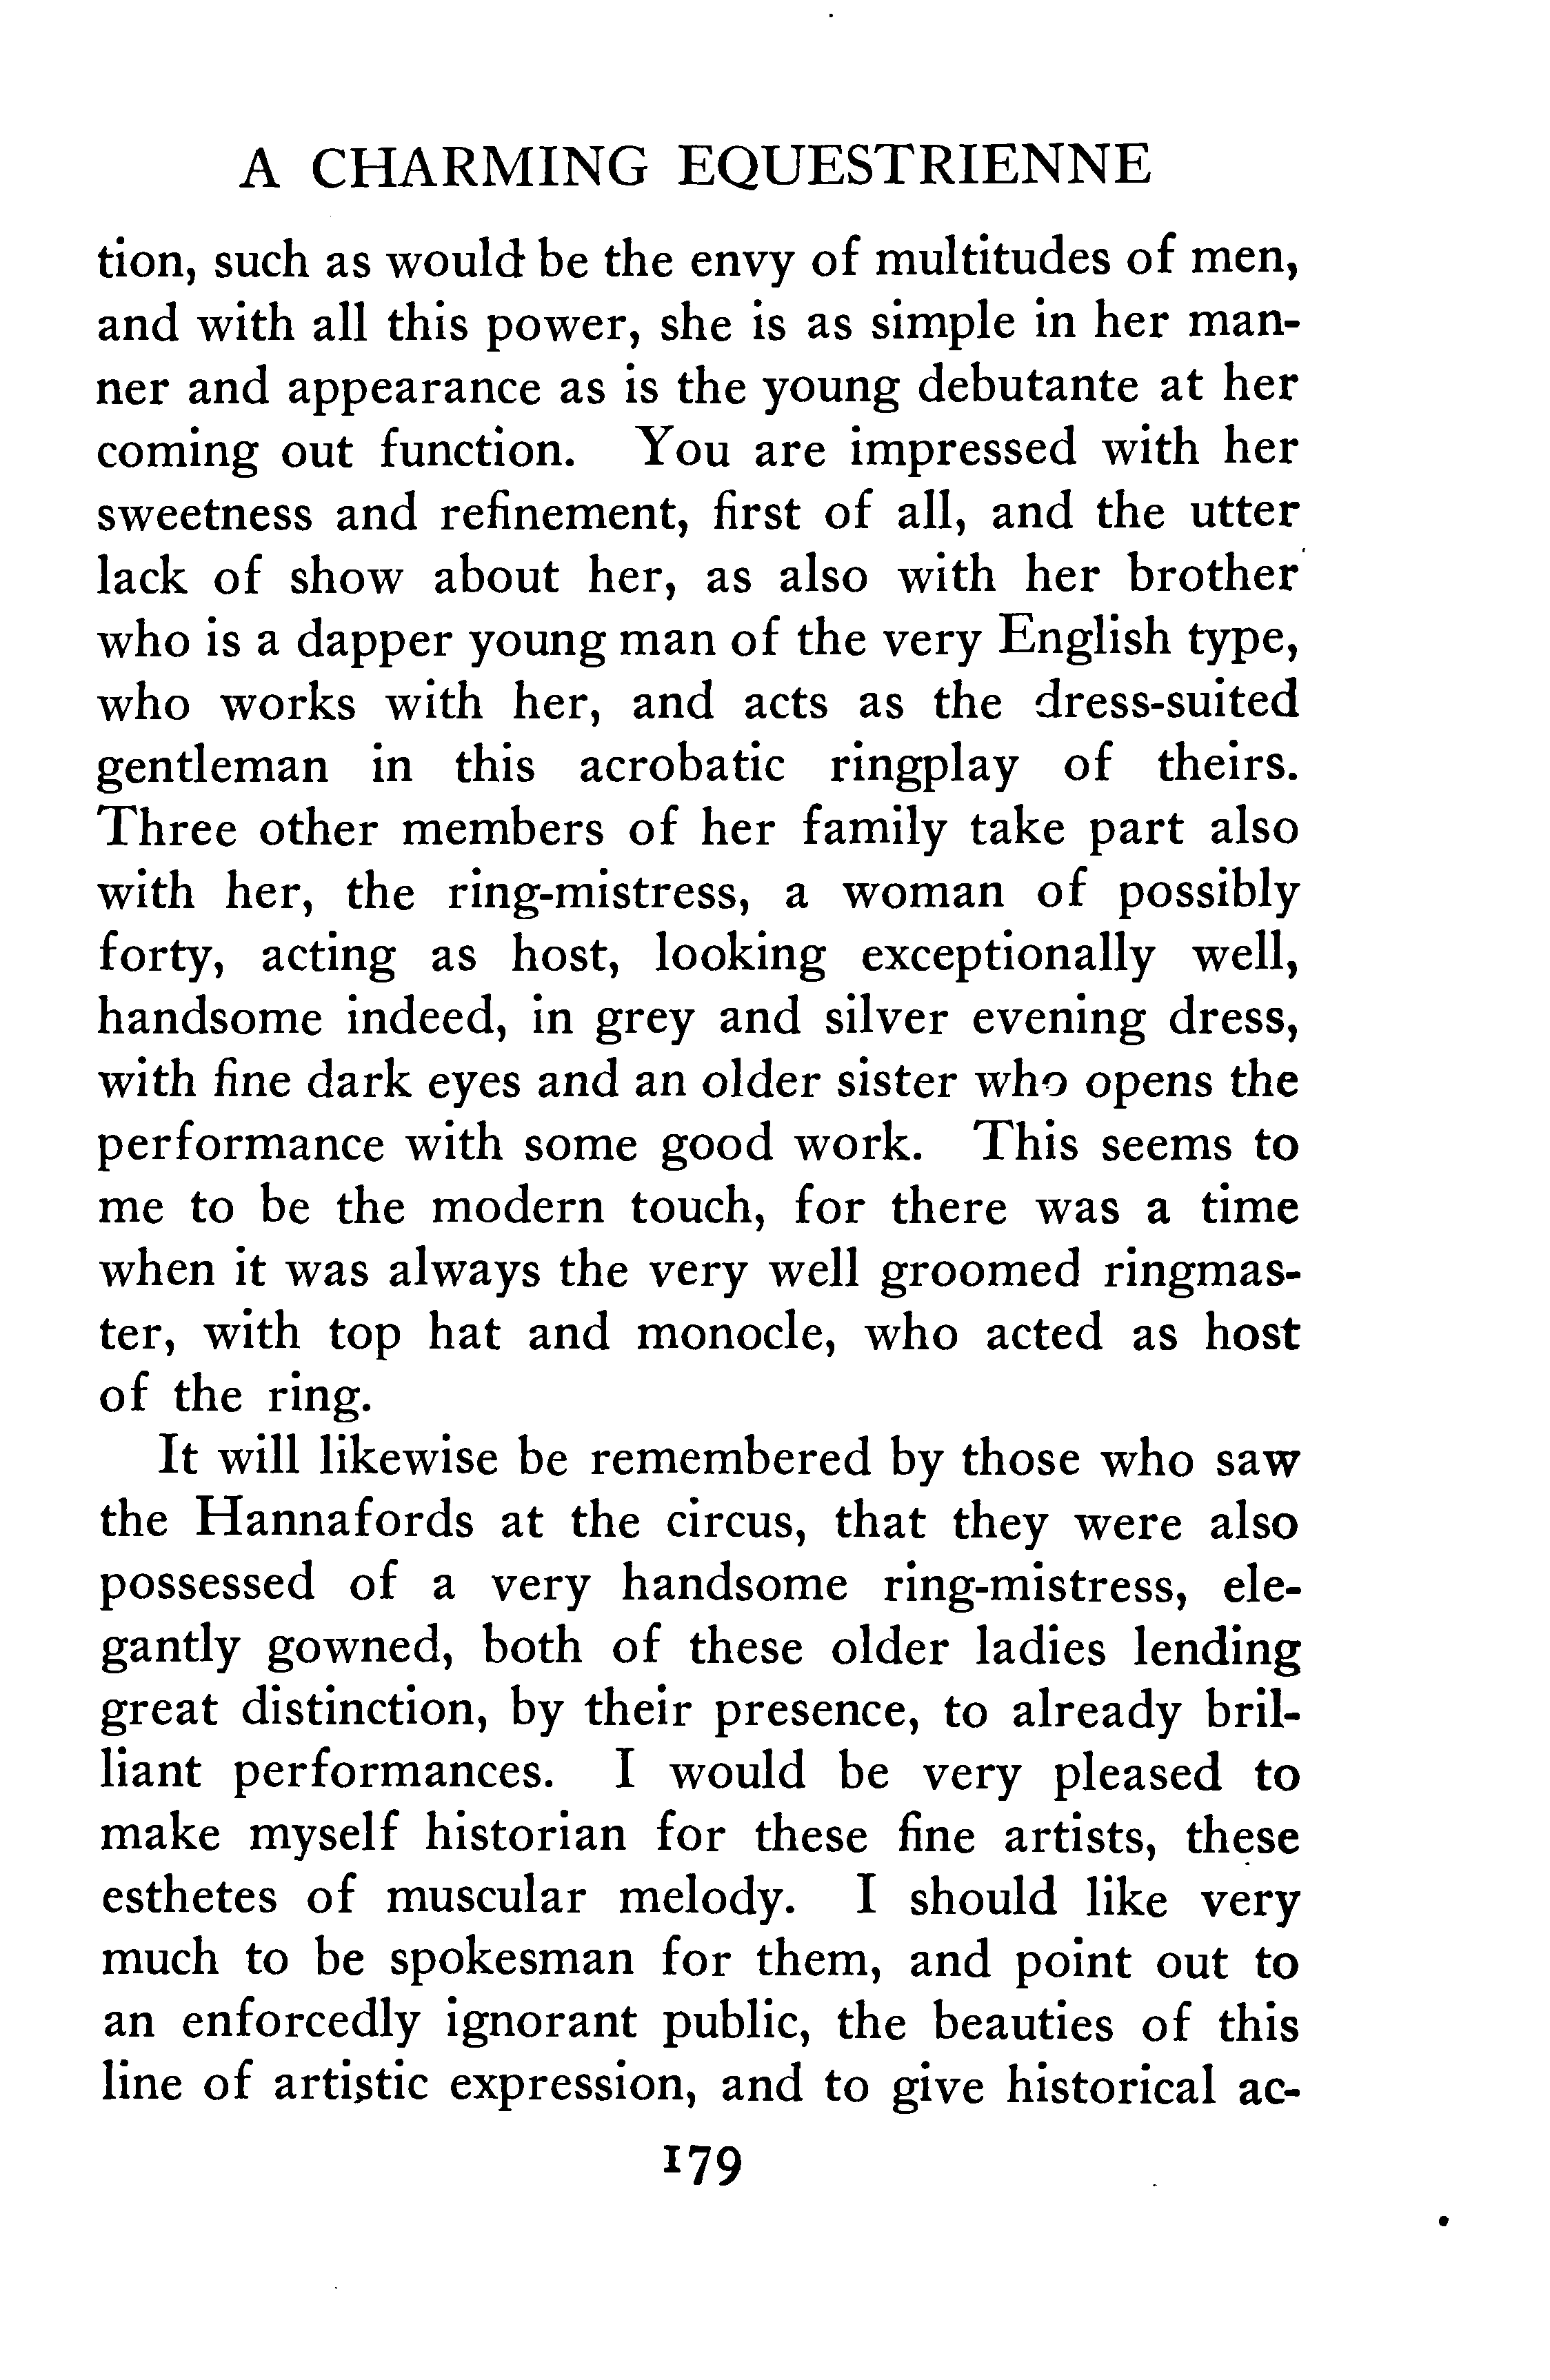 A CHARMING EQUESTRIENNE
tion, such as would be the envy of multitudes of men,
and with all this power, she is as simple in her man-
ner and appearance as is the young debutante at her
coming out function. You are impressed with her
sweetness and refinement, first of all, and the utter
lack of show about her, as also with her brother
who is a dapper young man of the very English type,
who works with her, and acts as the dress-suited
gentleman in this acrobatic ringplay of theirs.
Three other members of her family take part also
with her, the ring-mistress, a woman of possibly
forty, acting as host, looking exceptionally well,
handsome indeed, in grey and silver evening dress,
with fine dark eyes and an older sister who opens the
performance with some good work. This seems to
me to be the modern touch, for there was a time
when it was always the very well groomed ringmas-
ter, with top hat and monocle, who acted as host
of the ring.
It will likewise be remembered by those who saw
the Hannafords at the circus, that they were also
possessed of a very handsome ring-mistress, ele-
gantly gowned, both of these older ladies lending
great distinction, by their presence, to already bril-
liant performances. I would be very pleased to
make myself historian for these fine artists, these
esthetes of muscular melody. I should like very
much to be spokesman for them, and point out to
an enforcedly ignorant public, the beauties of this
line of artistic expression, and to give historical ac-
179